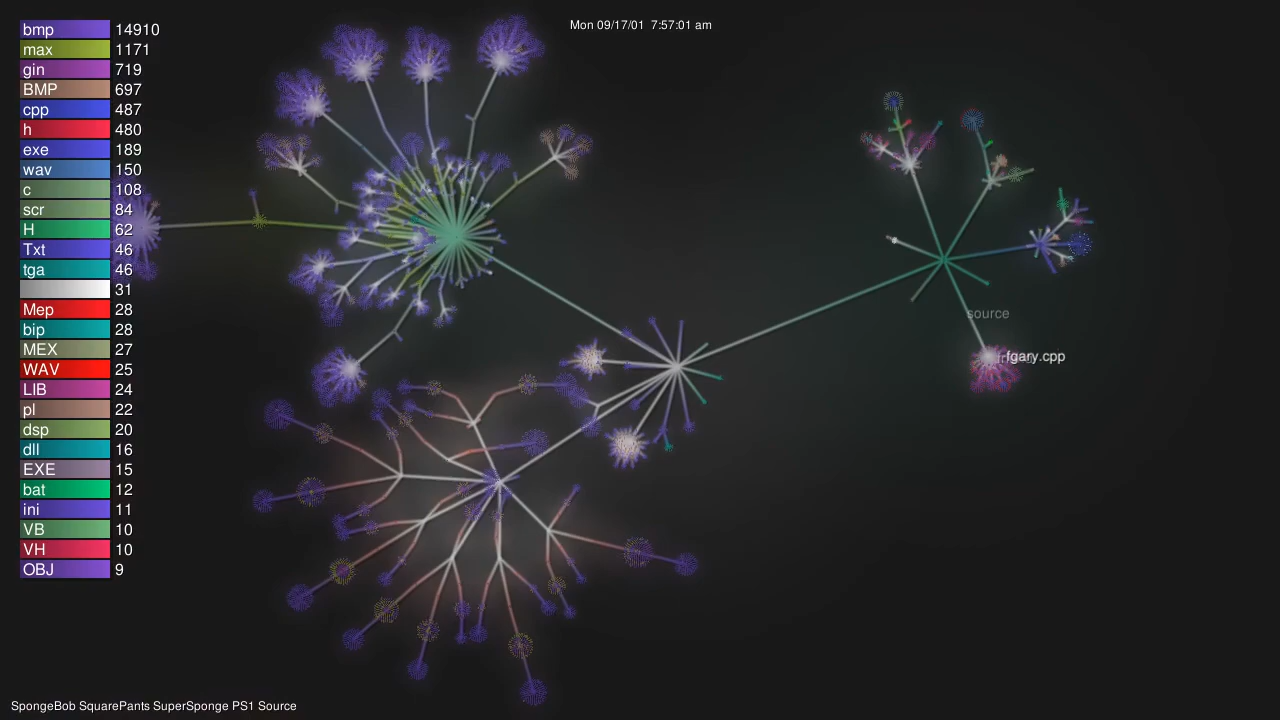 Mon 09/17/01  7:57:01 am
bmp 14910
max 1171
gin 719
BMP 697
cpp 487
h 480
exe 189
wav 150
c 108
scr 84
H 62
Txt 46
tga 46
31
Mep 28
bip 28
MEX 27
WAV 25
LIB 24
pl 22
dsp 20
dll 16
EXE 15
bat 12
ini 11
VB 10
VH 10
OBJ 9
source
fgary.cpp
SpongeBob SquarePants SuperSponge PS1 Source